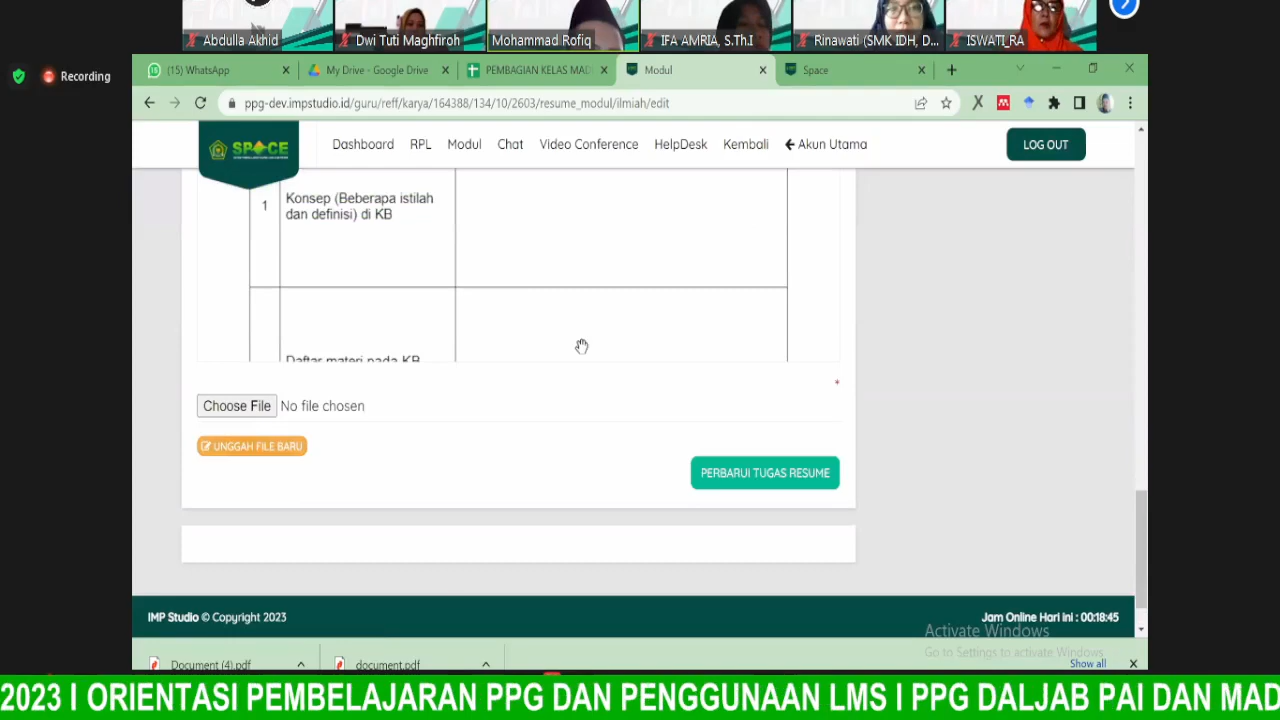 Abdulla Akhid
Dwi Tuti Maghfiroh
Mohammad Rofiq
IFA AMRIA, S.Th.I
Rinawati (SMK IDH, D...
ISWATI_RA
Recording
(15) WhatsApp
My Drive - Google Drive
PEMBAGIAN KELAS MAD
Modul
Space
ppg-dev.impstudio.id/guru/reff/karya/164388/134/10/2603/resume_modul/ilmiah/edit
SPACE
Dashboard
RPL
Modul
Chat
Video Conference
HelpDesk
Kembali
Akun Utama
LOG OUT
1
Konsep (Beberapa istilah
dan definisi) di KB
Daftar materi pada KB
*
Choose File No file chosen
UNGGAH FILE BARU
PERBARUI TUGAS RESUME
IMP Studio © Copyright 2023
Jam Online Hari ini : 00:18:45
Activate Windows
Go to Settings to activate Windows.
Document (4).pdf
document.pdf
Show all
2023 I ORIENTASI PEMBELAJARAN PPG DAN PENGGUNAAN LMS I PPG DALJAB PAI DAN MAD